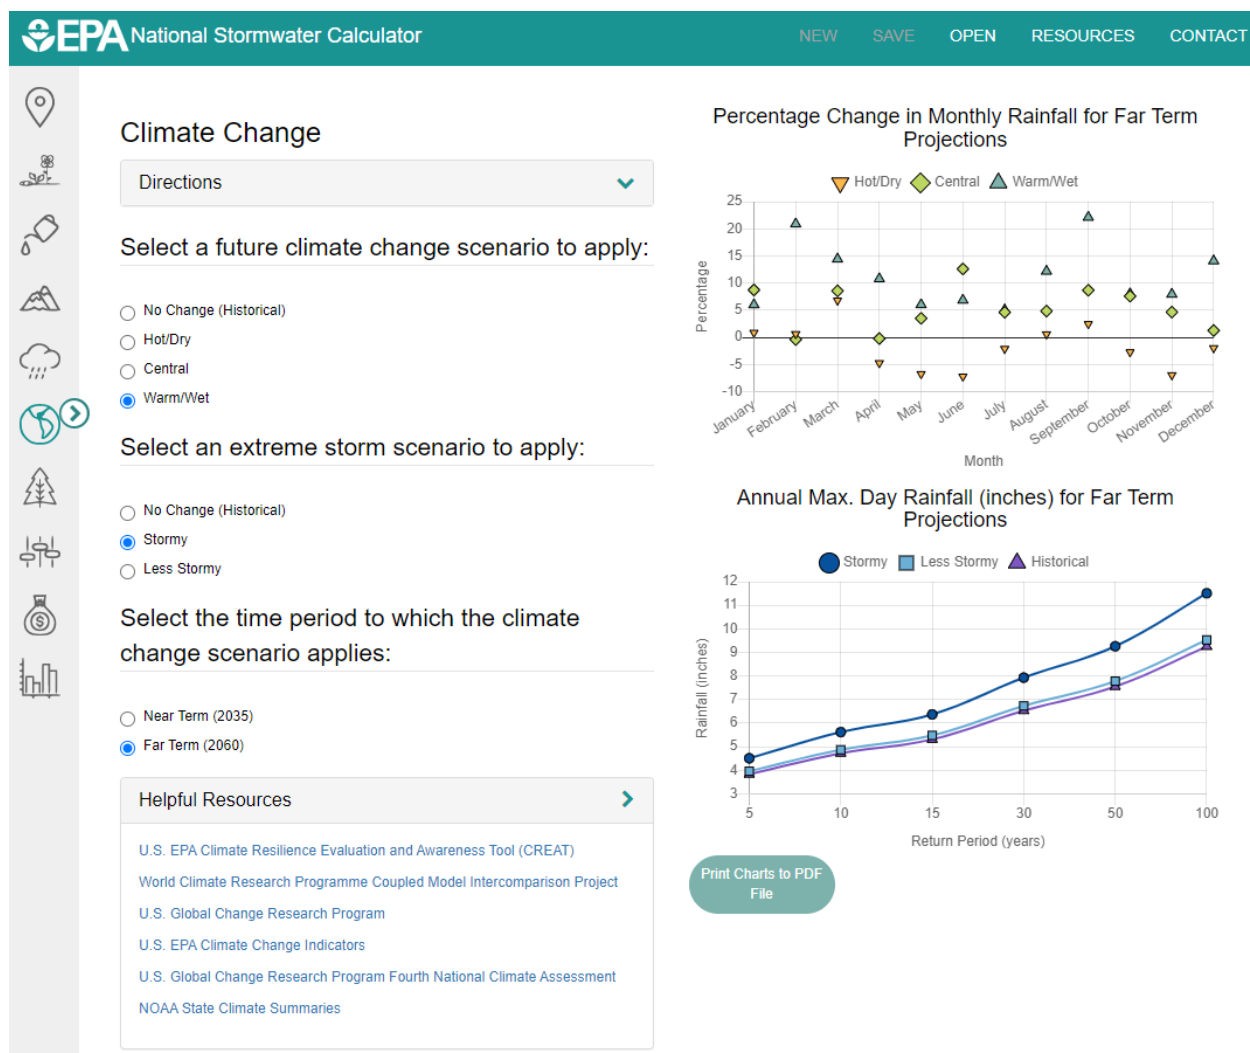 EPA National Stormwater Calculator
NEW SAVE OPEN RESOURCES CONTACT
Climate Change
Directions
Select a future climate change scenario to apply:
No Change (Historical)
Hot/Dry
Central
Warm/Wet
Select an extreme storm scenario to apply:
No Change (Historical)
Stormy
Less Stormy
Select the time period to which the climate
change scenario applies:
Near Term (2035)
Far Term (2060)
Helpful Resources
U.S. EPA Climate Resilience Evaluation and Awareness Tool (CREAT)
World Climate Research Programme Coupled Model Intercomparison Project
U.S. Global Change Research Program
U.S. EPA Climate Change Indicators
U.S. Global Change Research Program Fourth National Climate Assessment
NOAA State Climate Summaries
Percentage Change in Monthly Rainfall for Far Term
Projections
Hot/Dry Central Warm/Wet
25
20
15
10
5
0
-5
-10
Percentage
January February March April May June July August September October November December
Month
Annual Max. Day Rainfall (inches) for Far Term
Projections
Stormy Less Stormy Historical
12
11
10
9
8
7
6
5
4
3
Rainfall (inches)
5 10 15 30 50 100
Return Period (years)
Print Charts to PDF
File